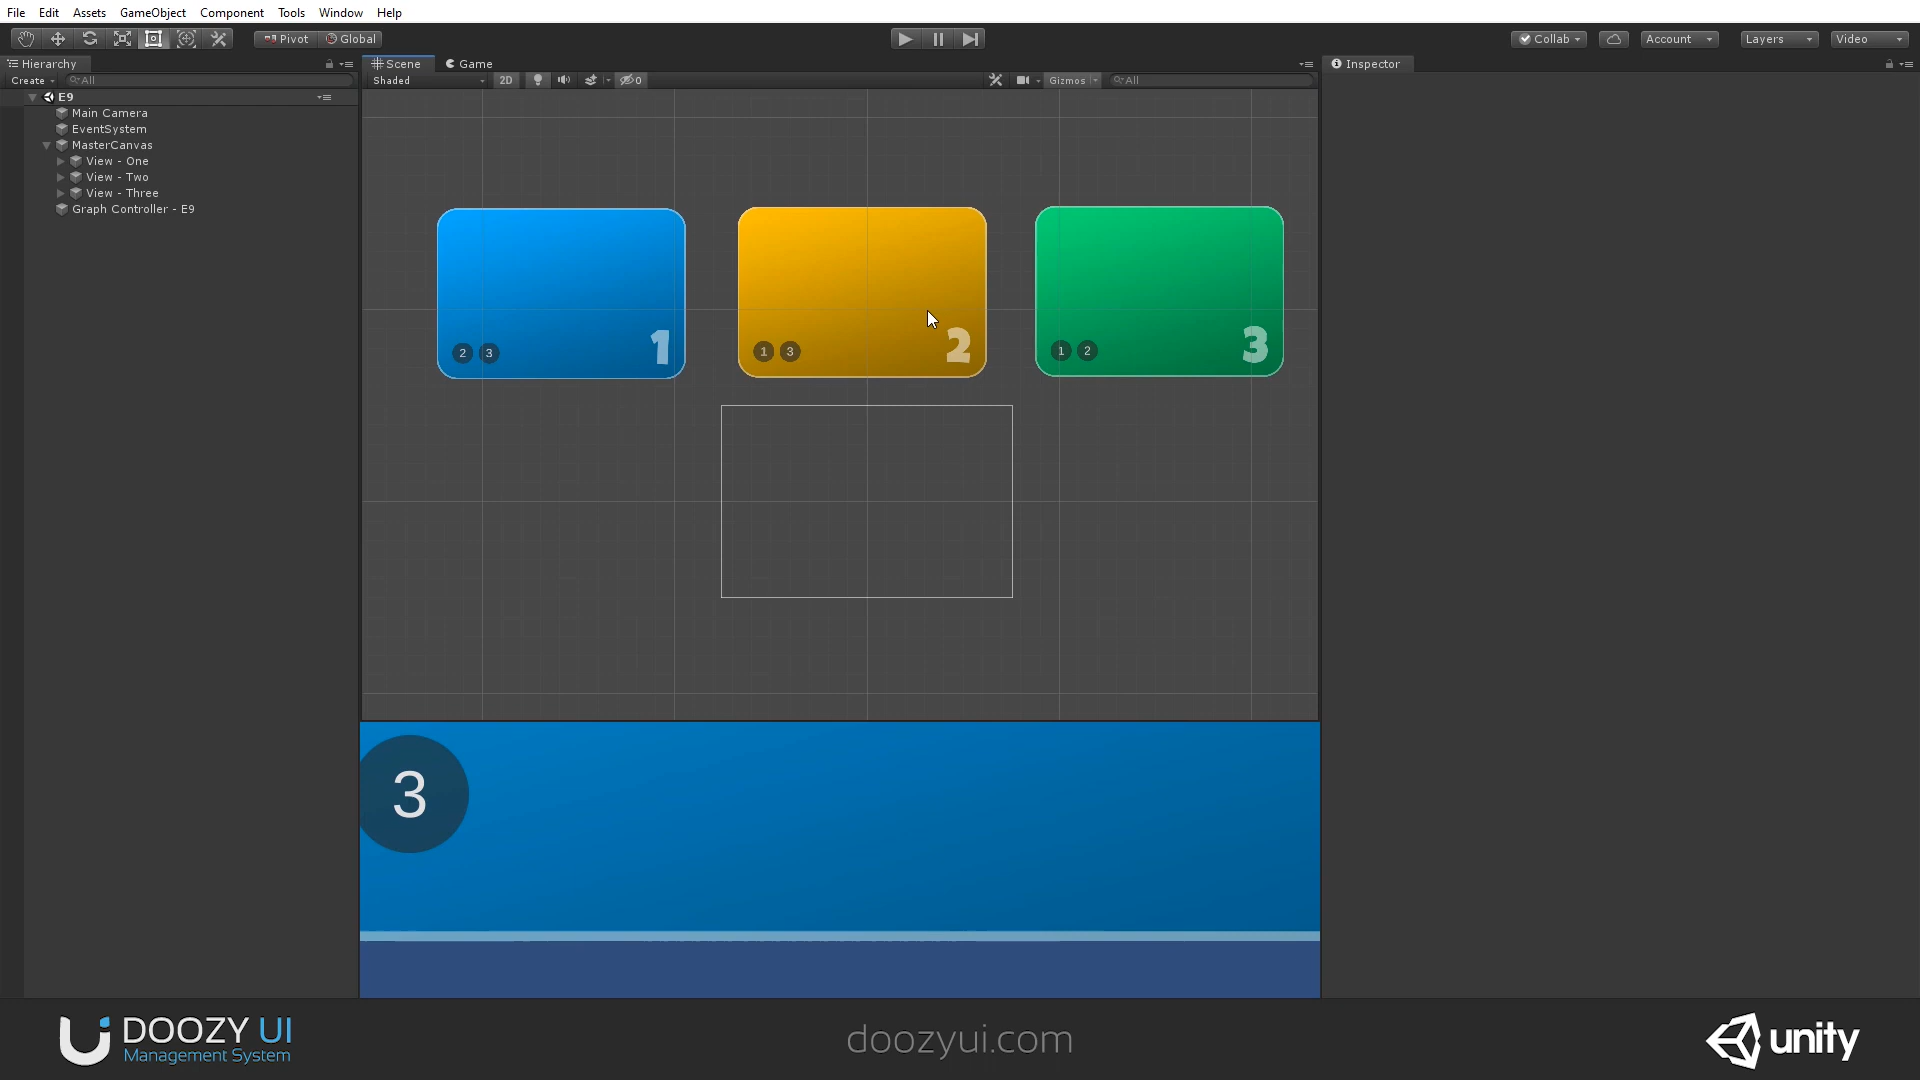 File Edit Assets GameObject Component Tools Window Help
Pivot Global Collab Account Layers Video
Hierarchy Scene Game Inspector
Create All Shaded 2D 0 Gizmos All
E9
Main Camera
EventSystem
MasterCanvas
View - One
View - Two
View - Three
Graph Controller - E9
2 3 1
1 3 2
1 2 3
3
DOOZY UI
Management System
doozyui.com
unity